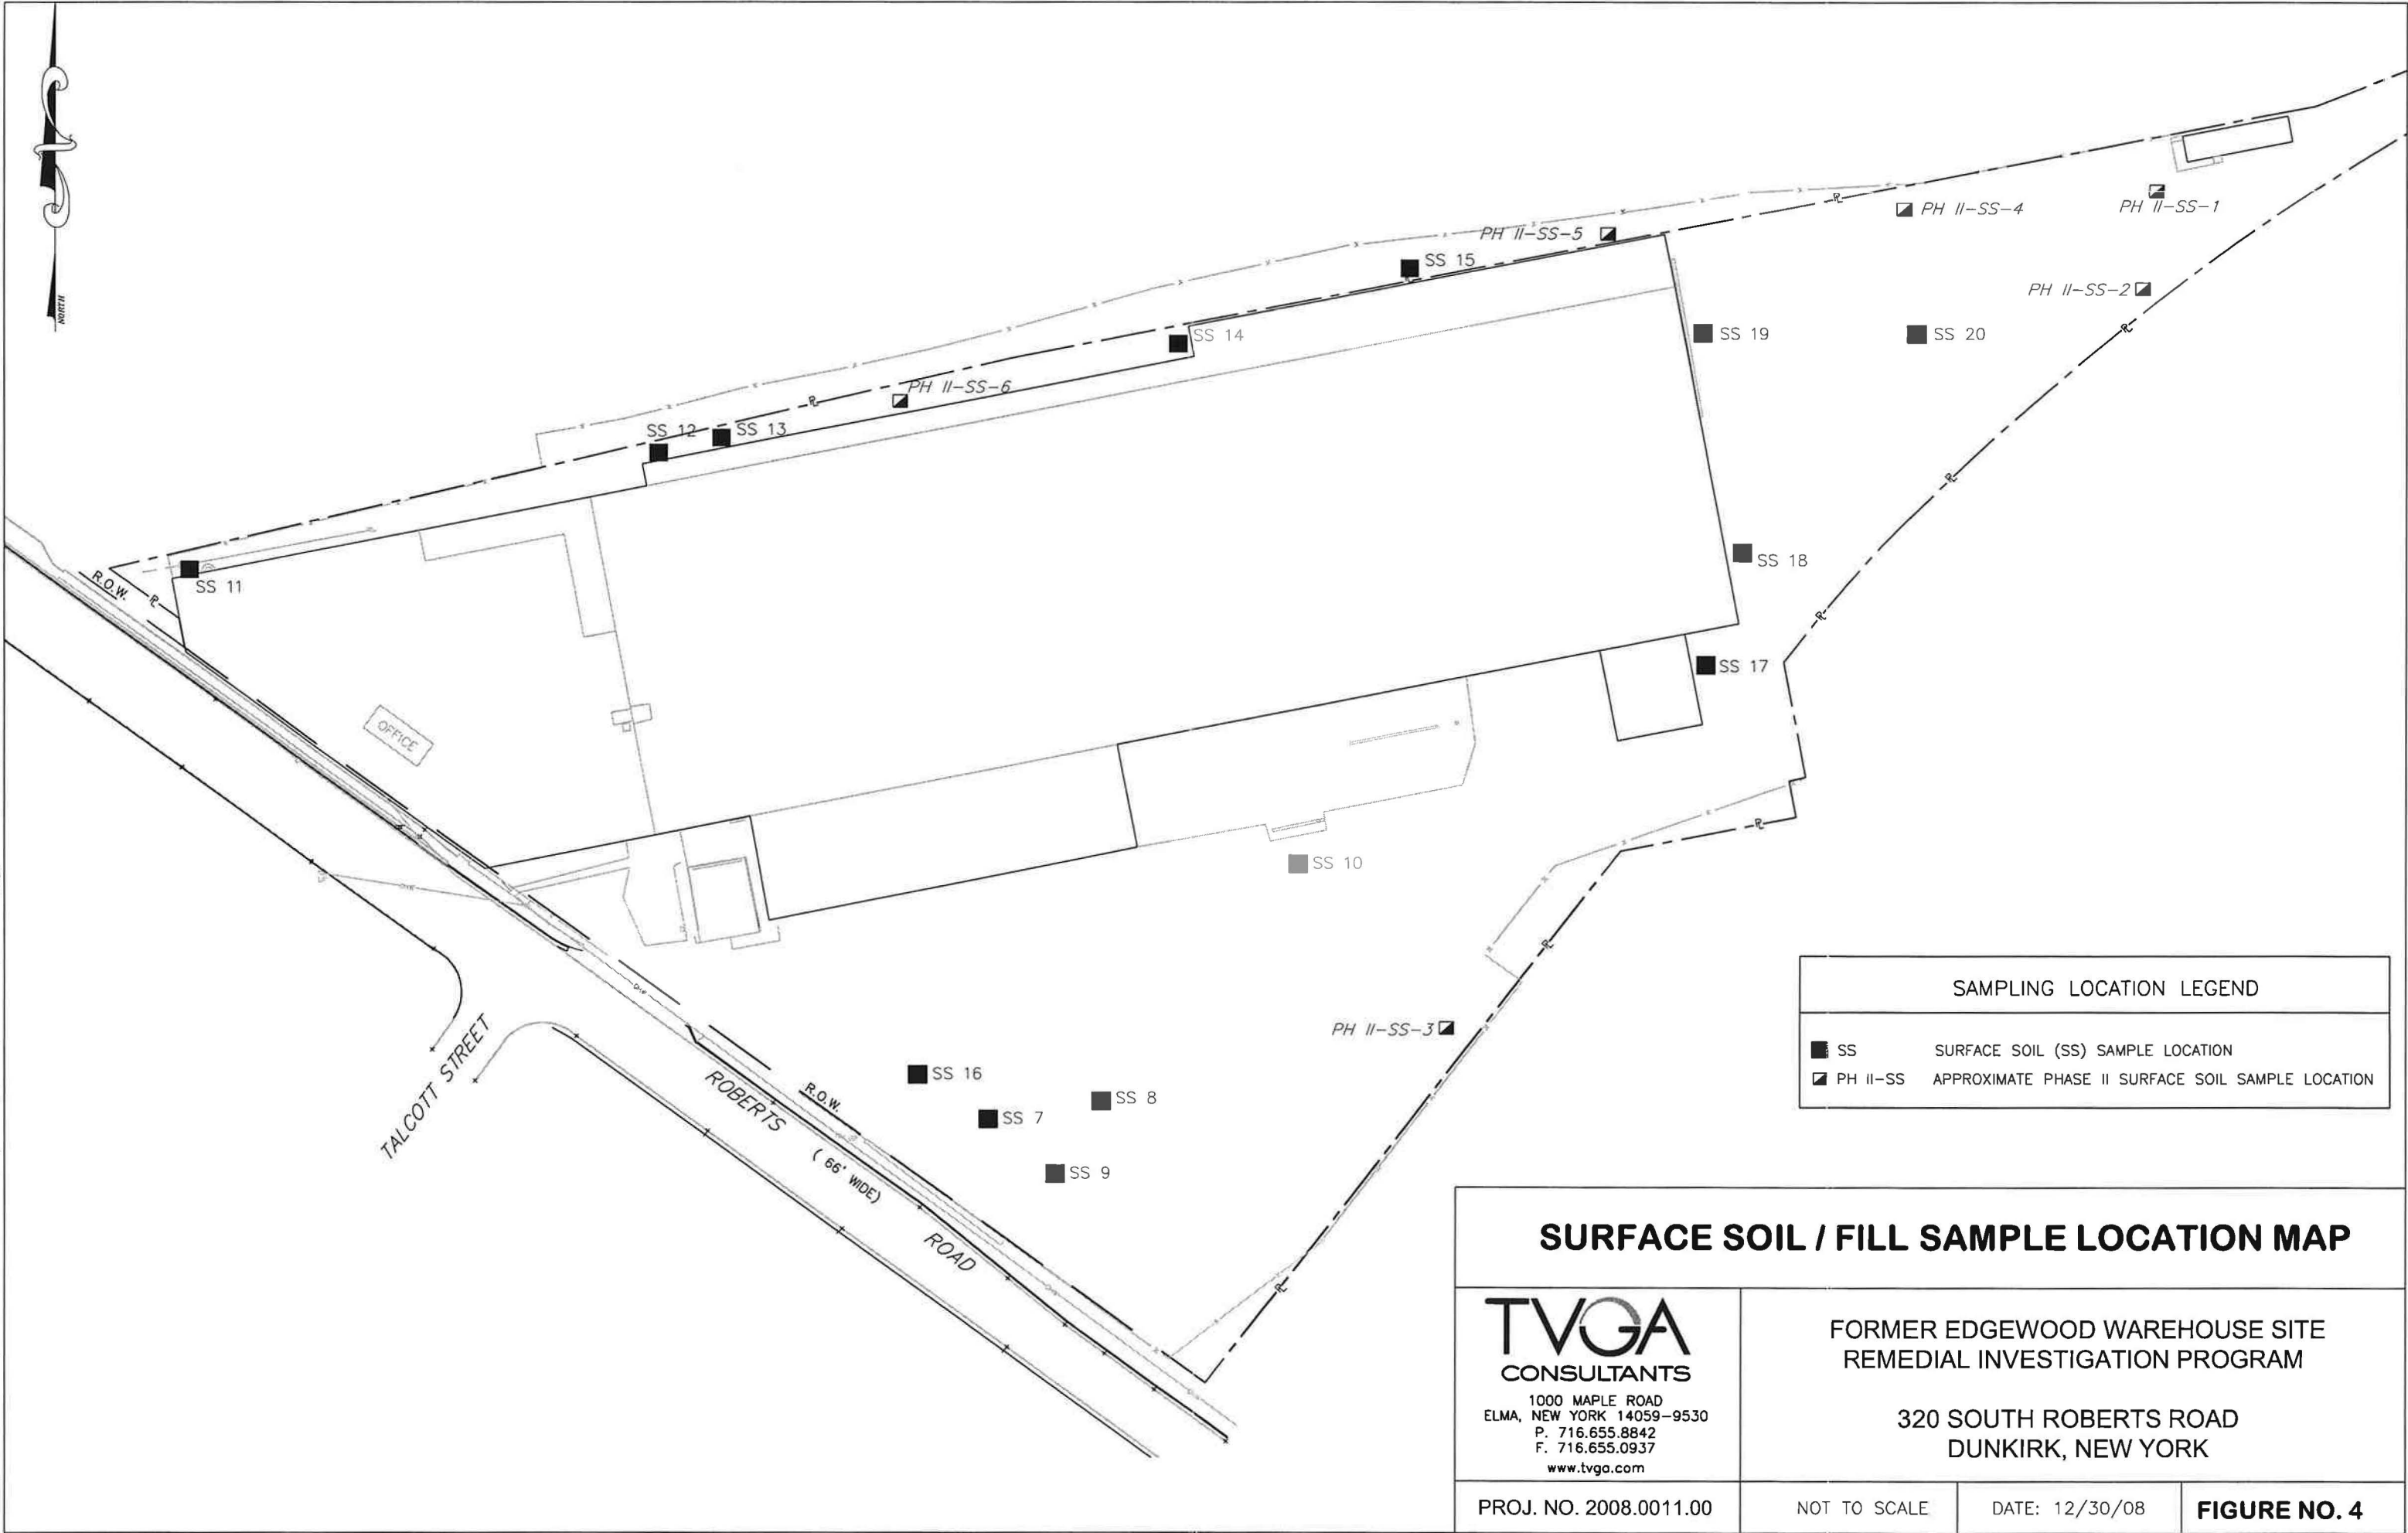 NORTH
PH II-SS-1
PH II-SS-4
PH II-SS-5
SS 15
PH II-SS-2
SS 14
SS 19
SS 20
PH II-SS-6
SS 12
SS 13
SS 11
SS 18
R.O.W.
SS 17
OFFICE
SS 10
PH II-SS-3
SS 16
SS 8
SS 7
SS 9
TALCOTT STREET
ROBERTS
( 66' WIDE)
ROAD
R.O.W.
SAMPLING LOCATION LEGEND
SS SURFACE SOIL (SS) SAMPLE LOCATION
PH II-SS APPROXIMATE PHASE II SURFACE SOIL SAMPLE LOCATION
SURFACE SOIL / FILL SAMPLE LOCATION MAP
TVGA
CONSULTANTS
1000 MAPLE ROAD
ELMA, NEW YORK 14059-9530
P. 716.655.8842
F. 716.655.0937
www.tvga.com
FORMER EDGEWOOD WAREHOUSE SITE
REMEDIAL INVESTIGATION PROGRAM
320 SOUTH ROBERTS ROAD
DUNKIRK, NEW YORK
PROJ. NO. 2008.0011.00
NOT TO SCALE
DATE: 12/30/08
FIGURE NO. 4